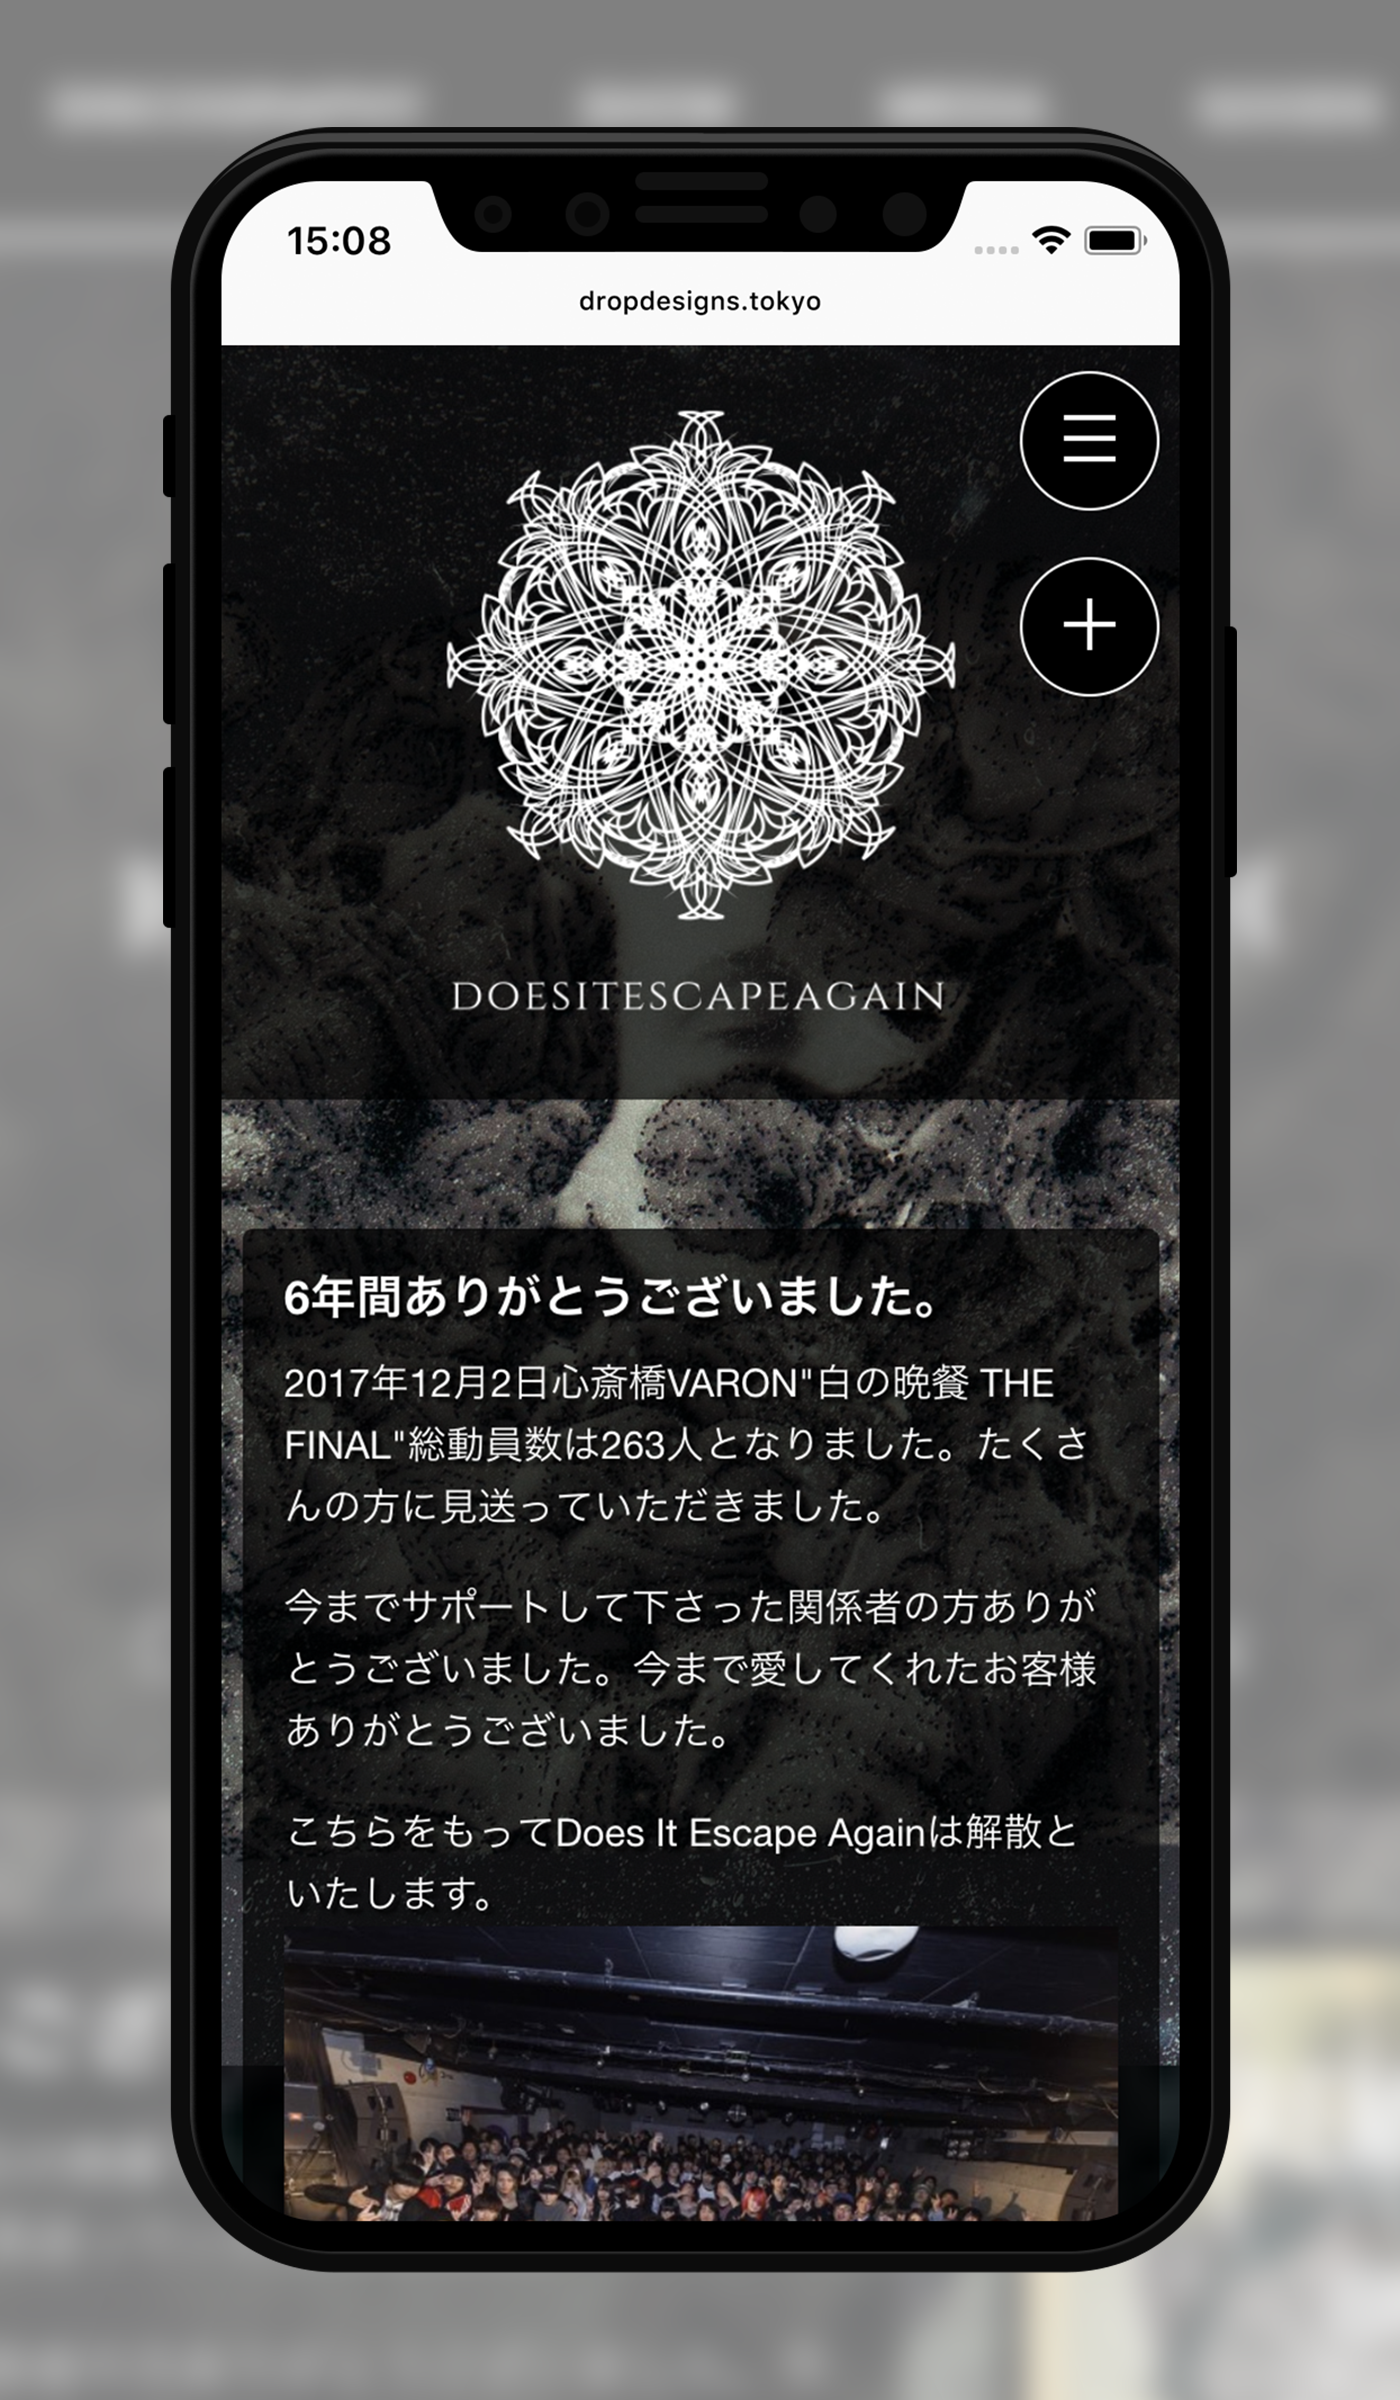 15:08
dropdesigns.tokyo
DOESITESCAPEAGAIN
6年間ありがとうございました。
2017年12月2日心斎橋VARON"白の晩餐 THE
FINAL"総動員数は263人となりました。たくさ
んの方に見送っていただきました。
今までサポートして下さった関係者の方ありが
とうございました。今まで愛してくれたお客様
ありがとうございました。
こちらをもってDoes It Escape Againは解散と
いたします。